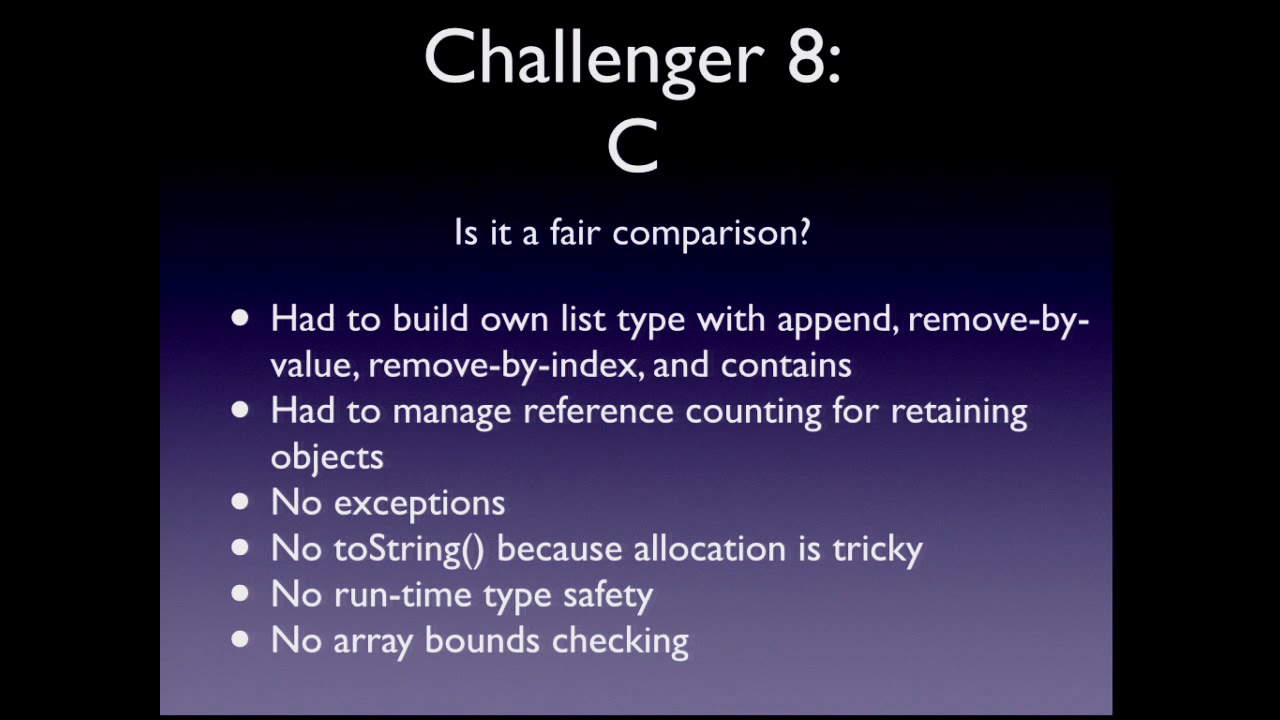 Challenger 8:
C
Is it a fair comparison?
• Had to build own list type with append, remove-by-
value, remove-by-index, and contains
• Had to manage reference counting for retaining
objects
• No exceptions
• No toString() because allocation is tricky
• No run-time type safety
• No array bounds checking